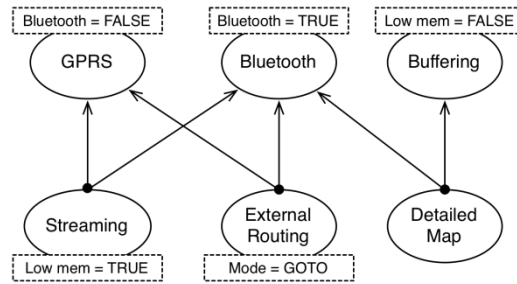 Bluetooth = FALSE
Bluetooth = TRUE
Low mem = FALSE
GPRS
Bluetooth
Buffering
Streaming
External
Routing
Detailed
Map
Low mem = TRUE
Mode = GOTO